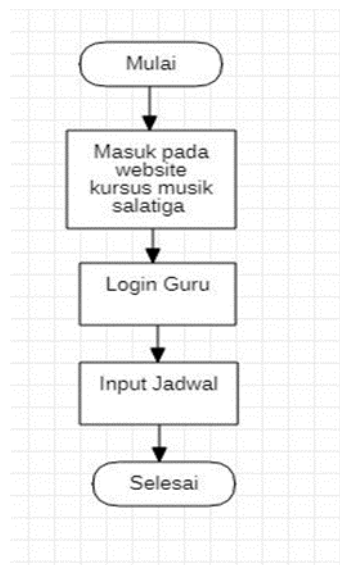 Mulai
Masuk pada
website
kursus musik
salatiga
Login Guru
Input Jadwal
Selesai